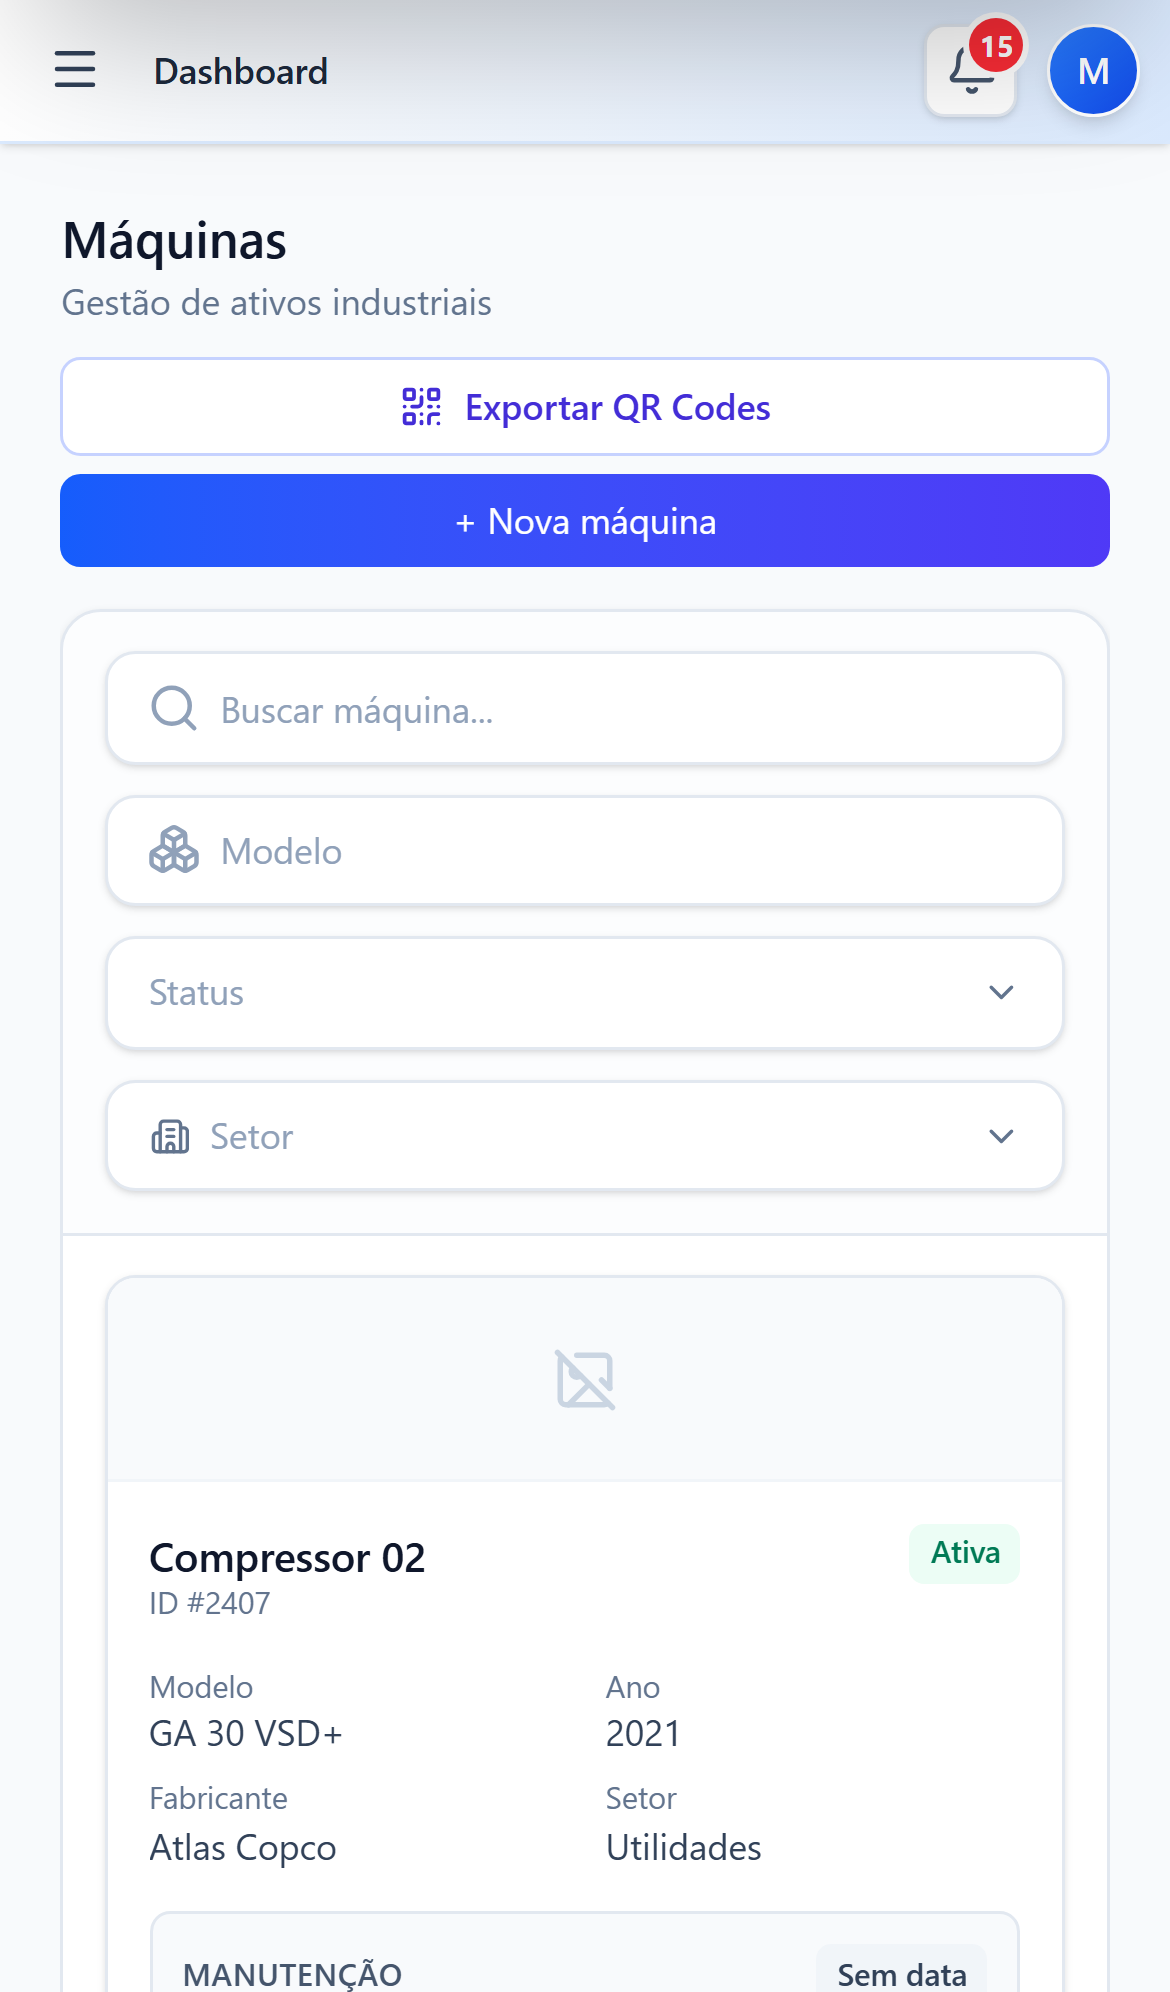 Dashboard
15
M
Máquinas
Gestão de ativos industriais
Exportar QR Codes
+ Nova máquina
Buscar máquina...
Modelo
Status
Setor
Compressor 02
Ativa
ID #2407
Modelo
Ano
GA 30 VSD+
2021
Fabricante
Setor
Atlas Copco
Utilidades
MANUTENÇÃO
Sem data